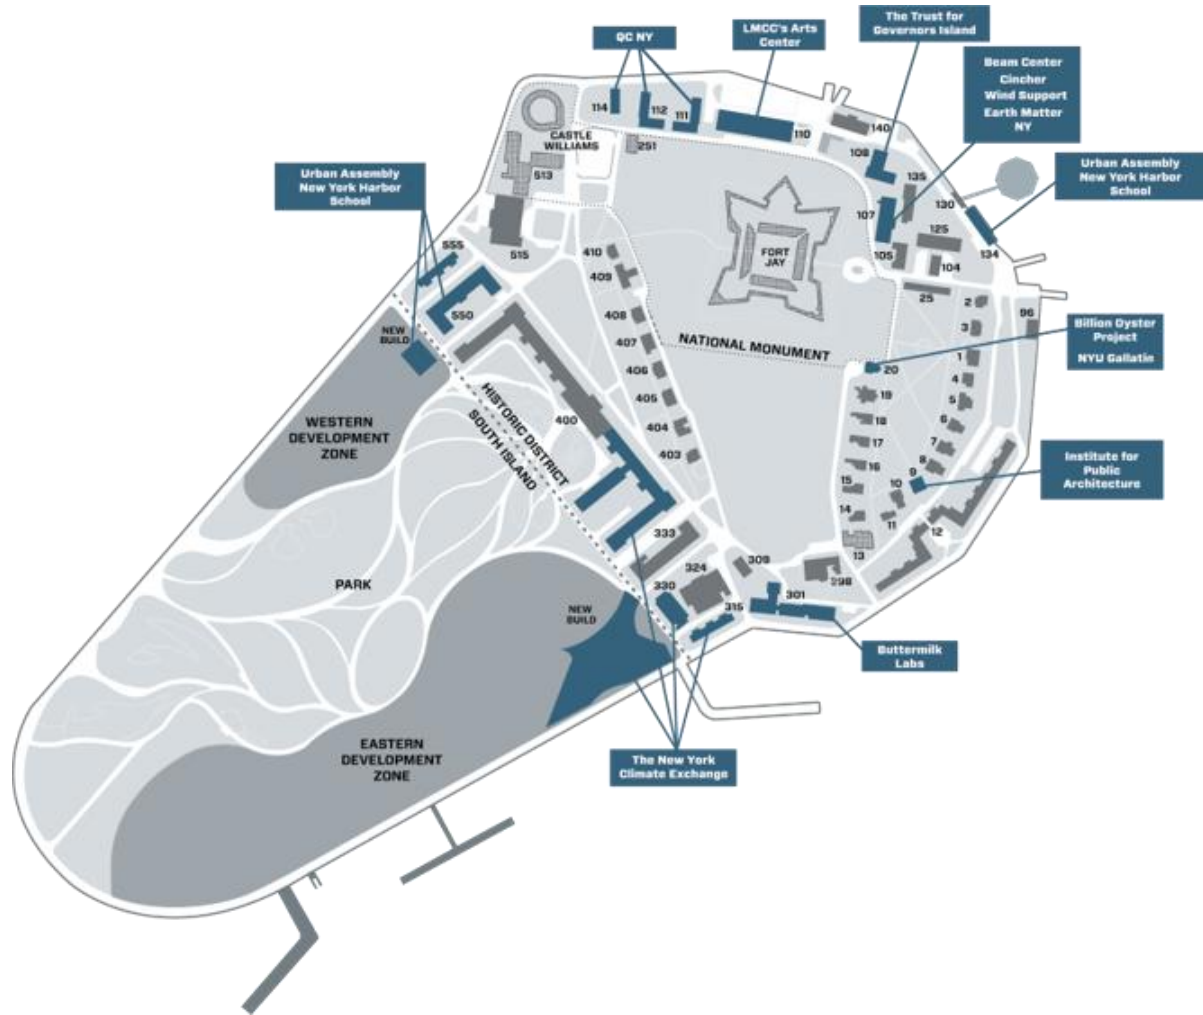 QC NY
LMCC's Arts
Center
The Trust for
Governors Island
Beam Center
Cincher
Wind Support
Earth Matter
NY
Urban Assembly
New York Harbor
School
Urban Assembly
New York Harbor
School
114
112
111
110
140
108
135
130
107
125
134
105
104
25
251
CASTLE
WILLIAMS
513
515
555
550
NEW
BUILD
410
409
408
407
406
405
404
403
400
FORT
JAY
NATIONAL MONUMENT
2
3
1
4
5
6
7
8
9
10
11
12
13
14
15
16
17
18
19
20
96
Billion Oyster
Project
NYU Gallatin
Institute for
Public
Architecture
HISTORIC DISTRICT
SOUTH ISLAND
WESTERN
DEVELOPMENT
ZONE
PARK
333
324
330
315
309
301
298
NEW
BUILD
Buttermilk
Labs
EASTERN
DEVELOPMENT
ZONE
The New York
Climate Exchange